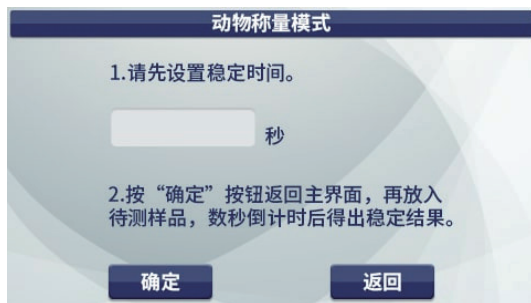 动物称量模式
1.请先设置稳定时间。
秒
2.按“确定”按钮返回主界面，再放入
待测样品，数秒倒计时后得出稳定结果。
确定
返回